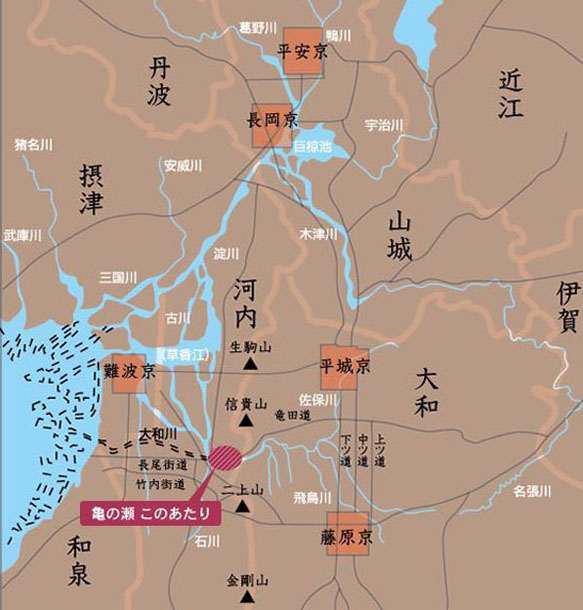 葛野川
鴨川
平安京
丹波
近江
長岡京
宇治川
巨椋池
猪名川
安威川
摂津
武庫川
山城
木津川
淀川
三国川
河内
伊賀
古川
生駒山
(草香江)
難波京
平城京
大和
佐保川
信貴山
竜田道
大和川
下ツ道
中ツ道
上ツ道
長尾街道
竹内街道
二上山
飛鳥川
名張川
亀の瀬 このあたり
石川
藤原京
和泉
金剛山